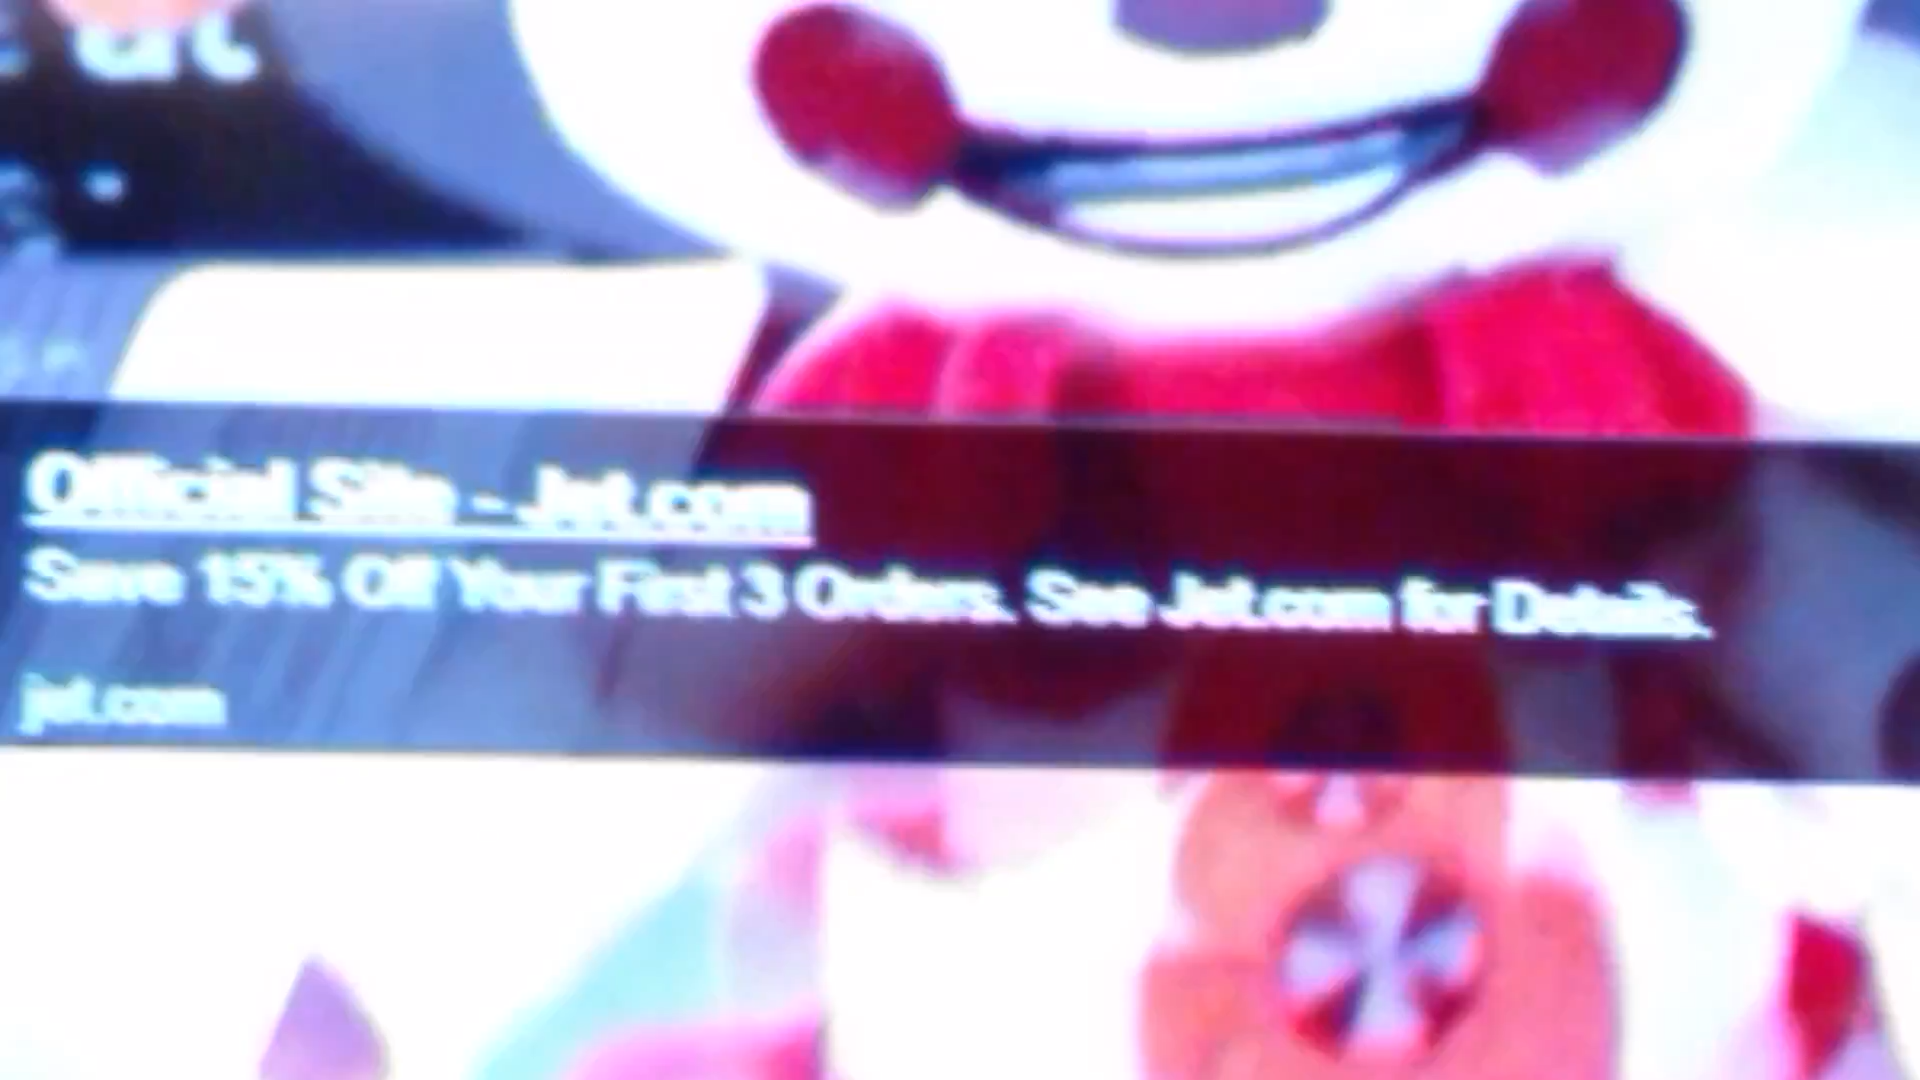 Official Site - Jet.com
Save 15% Off Your First 3 Orders. See Jet.com for Details.
jet.com